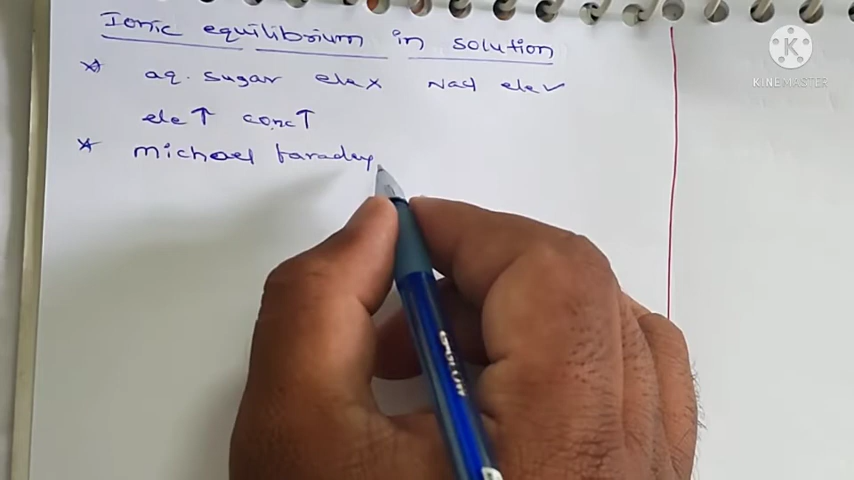 Ionic equilibrium in solution
* aq. sugar ele x Nacl ele ✓
ele ↑ conc ↑
* michael faraday
KINEMASTER